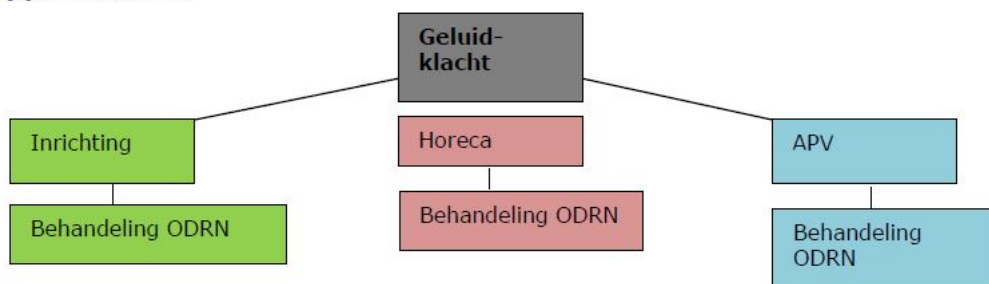 Geluid-
klacht
Inrichting
Horeca
APV
Behandeling ODRN
Behandeling ODRN
Behandeling
ODRN